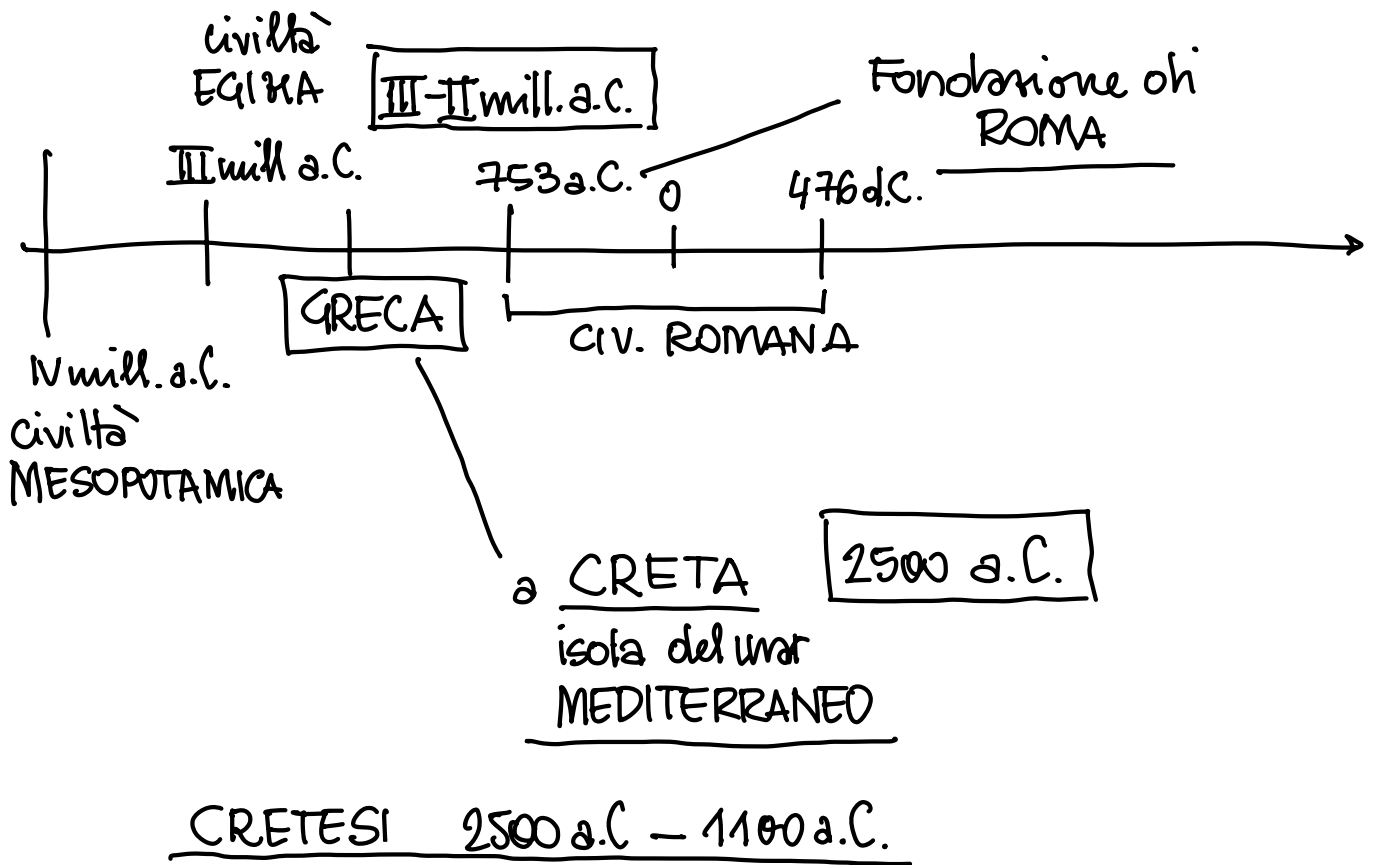 civiltà
EGIZIA
III-II mill. a.C.
Fondazione di
ROMA
III mill a.C.
753 a.C.
0
476 d.C.
GRECA
CIV. ROMANA
IV mill. a.C.
civiltà
MESOPOTAMICA
a CRETA
2500 a.C.
isola del mar
MEDITERRANEO
CRETESI 2500 a.C - 1100 a.C.